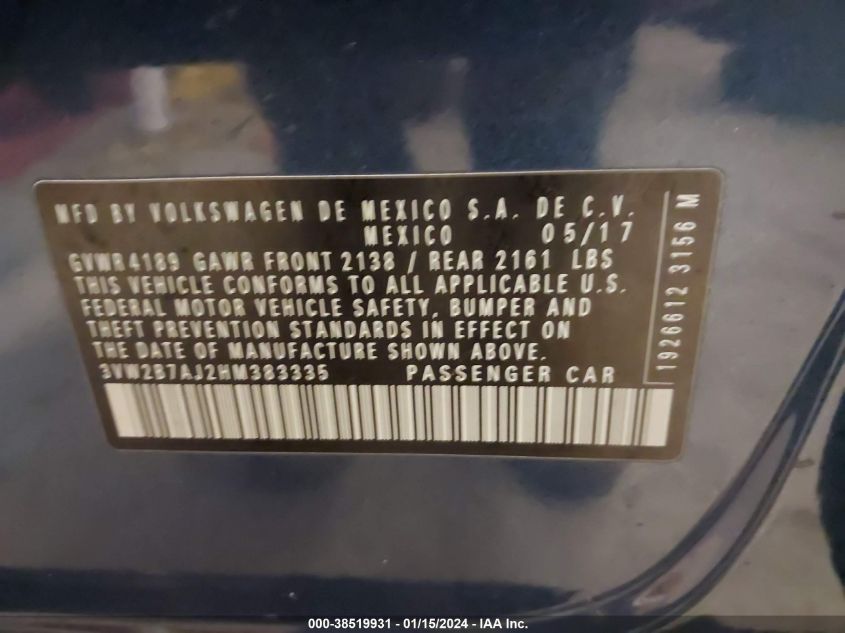 MFD BY VOLKSWAGEN DE MEXICO S.A. DE C.V.
MEXICO 05/17
GVWR4189 GAWR FRONT 2138 / REAR 2161 LBS
THIS VEHICLE CONFORMS TO ALL APPLICABLE U.S.
FEDERAL MOTOR VEHICLE SAFETY, BUMPER AND
THEFT PREVENTION STANDARDS IN EFFECT ON
THE DATE OF MANUFACTURE SHOWN ABOVE.
3VW2B7AJ2HM383335 PASSENGER CAR
1926612 3156 M
000-38519931 - 01/15/2024 - IAA Inc.